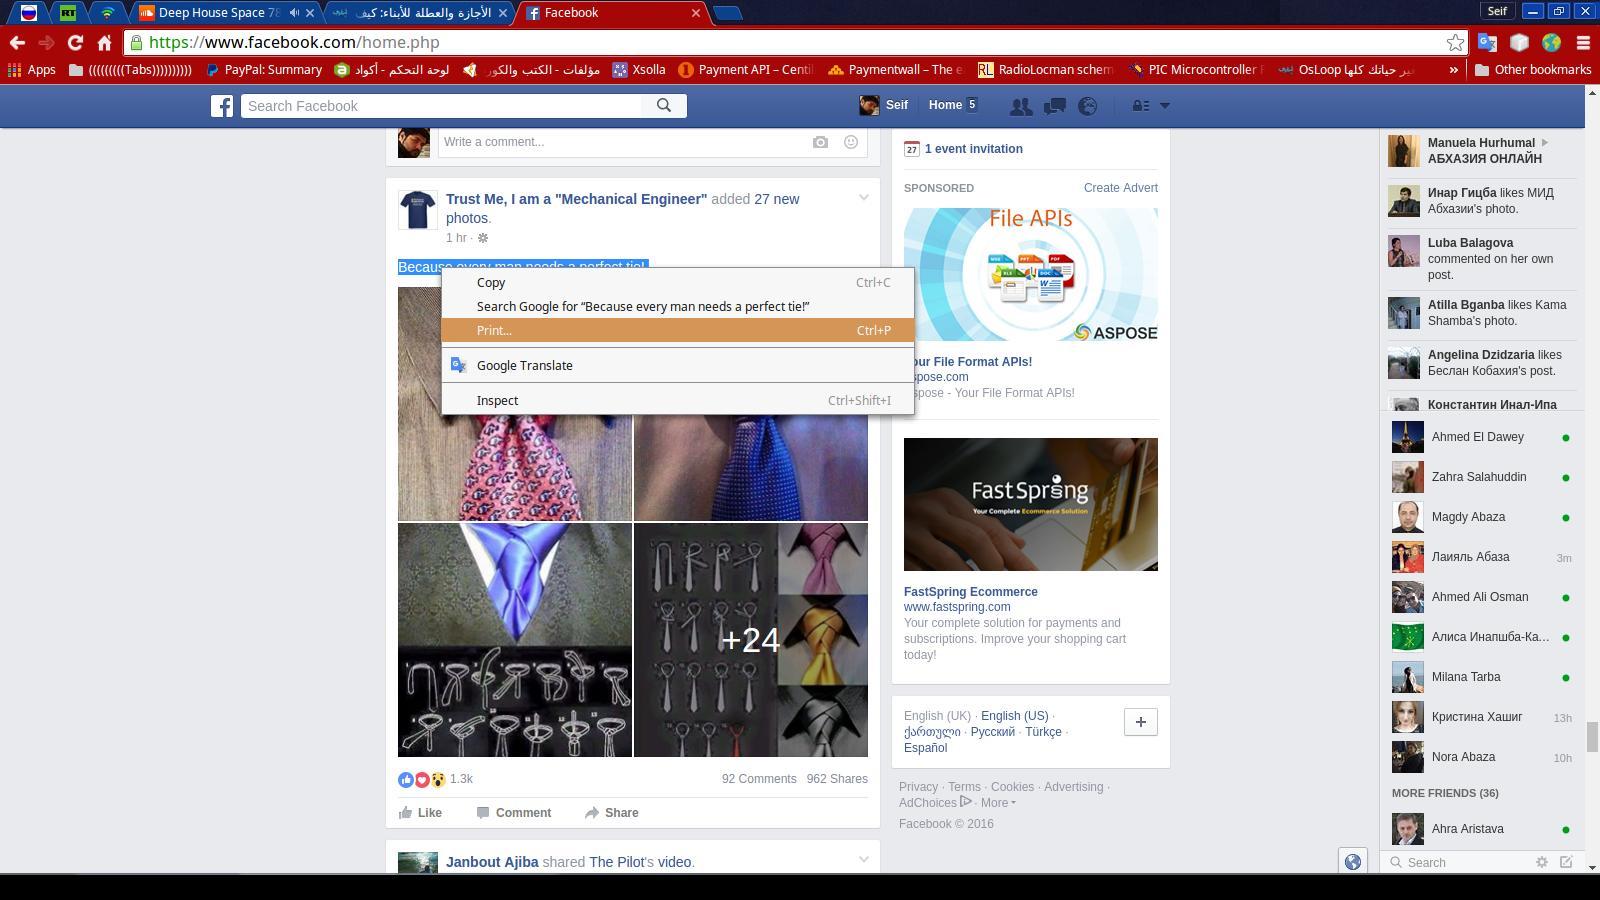 Deep House Space 78
الأجازة والعطلة للأبناء: كيف
Facebook
Seif
https://www.facebook.com/home.php
Apps
(((((((((Tabs))))))))))
PayPal: Summary
لوحة التحكم - أكواد
مؤلفات - الكتب والكور
Xsolla
Payment API – Centil
Paymentwall – The e
RadioLocman schem
PIC Microcontroller F
OsLoop غير حياتك كلها
»
Other bookmarks
Search Facebook
Seif
Home 5
Write a comment...
Trust Me, I am a "Mechanical Engineer" added 27 new
photos.
1 hr ·
Because every man needs a perfect tie!
Copy Ctrl+C
Search Google for “Because every man needs a perfect tie!”
Print... Ctrl+P
Google Translate
Inspect Ctrl+Shift+I
+24
1.3k
92 Comments 962 Shares
Like Comment Share
Janbout Ajiba shared The Pilot's video.
27 1 event invitation
SPONSORED Create Advert
File APIs
ASPOSE
our File Format APIs!
spose.com
spose - Your File Format APIs!
FastSpring
Your Complete Ecommerce Solution
FastSpring Ecommerce
www.fastspring.com
Your complete solution for payments and
subscriptions. Improve your shopping cart
today!
English (UK) · English (US) ·
ქართული · Русский · Türkçe ·
Español
Privacy · Terms · Cookies · Advertising ·
AdChoices · More
Facebook © 2016
Manuela Hurhumal
АБХАЗИЯ ОНЛАЙН
Инар Гицба likes МИД
Абхазии's photo.
Luba Balagova
commented on her own
post.
Atilla Bganba likes Kama
Shamba's photo.
Angelina Dzidzaria likes
Беслан Кобахия's post.
Константин Инал-Ипа
Ahmed El Dawey
Zahra Salahuddin
Magdy Abaza
Лаияль Абаза 3m
Ahmed Ali Osman
Алиса Инапшба-Ка...
Milana Tarba
Кристина Хашиг 13h
Nora Abaza 10h
MORE FRIENDS (36)
Ahra Aristava
Search